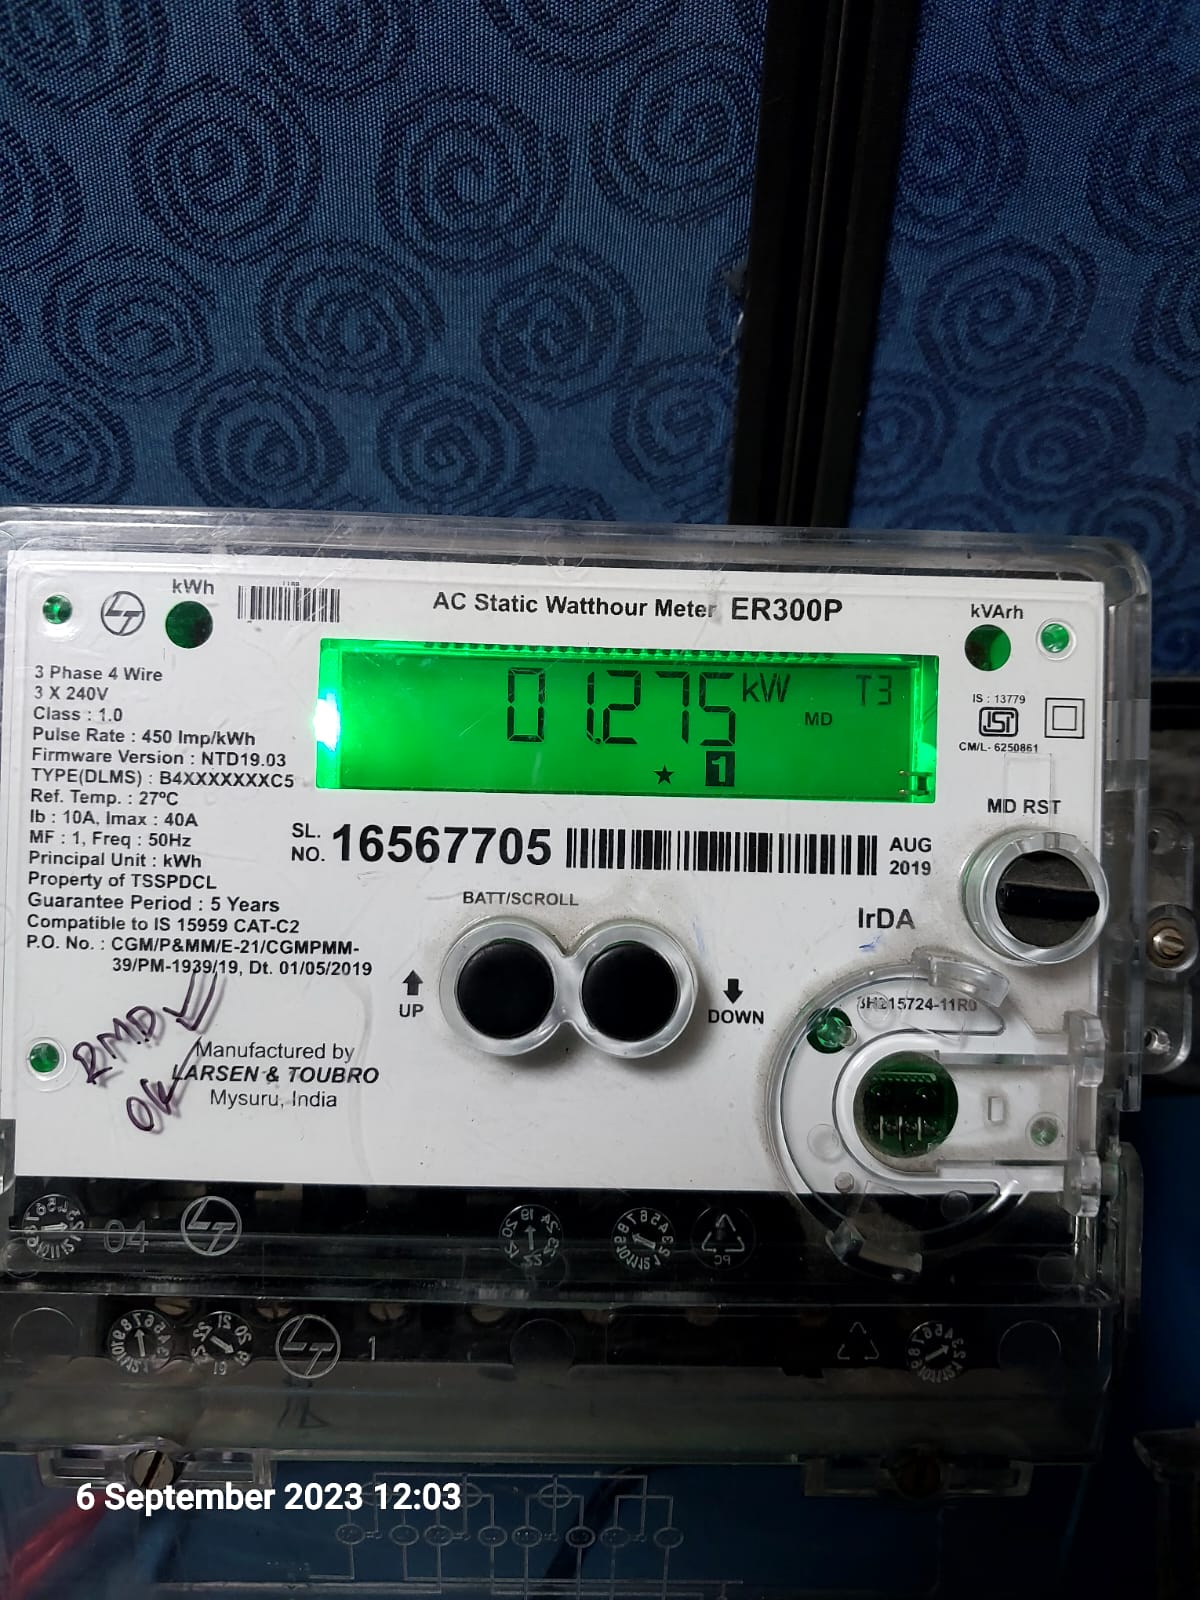 kWh
AC Static Watthour Meter ER300P
kVArh
3 Phase 4 Wire
3 X 240V
Class : 1.0
Pulse Rate : 450 Imp/kWh
Firmware Version : NTD19.03
TYPE(DLMS) : B4XXXXXXXC5
Ref. Temp. : 27°C
Ib : 10A, Imax : 40A
MF : 1, Freq : 50Hz
Principal Unit : kWh
Property of TSSPDCL
Guarantee Period : 5 Years
Compatible to IS 15959 CAT-C2
P.O. No. : CGM/P&MM/E-21/CGMPMM-
39/PM-1939/19, Dt. 01/05/2019
01.275 kW MD T3
★ 1
IS : 13779
ISI
CM/L- 6250861
MD RST
SL. NO. 16567705
AUG 2019
BATT/SCROLL
UP
DOWN
IrDA
RMD
OK
Manufactured by
LARSEN & TOUBRO
Mysuru, India
04
1
6 September 2023 12:03